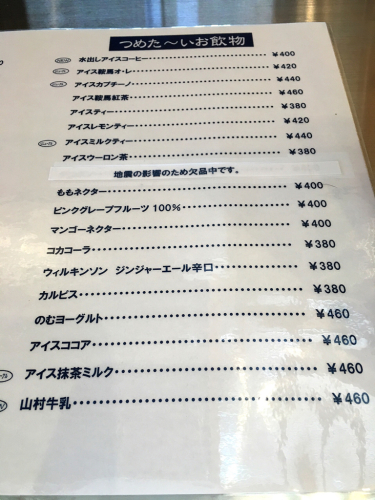 つめた～いお飲物
水出しアイスコーヒー ¥400
アイス鞍馬オ・レ ¥420
アイスカプチーノ ¥440
アイス鞍馬紅茶 ¥460
アイスティー ¥380
アイスレモンティー ¥420
アイスミルクティー ¥440
アイスウーロン茶 ¥380
地震の影響のため欠品中です。
ももネクター ¥400
ピンクグレープフルーツ 100% ¥400
マンゴーネクター ¥400
コカコーラ ¥380
ウィルキンソン ジンジャーエール辛口 ¥380
カルピス ¥380
のむヨーグルト ¥460
アイスココア ¥460
アイス抹茶ミルク ¥460
山村牛乳 ¥460